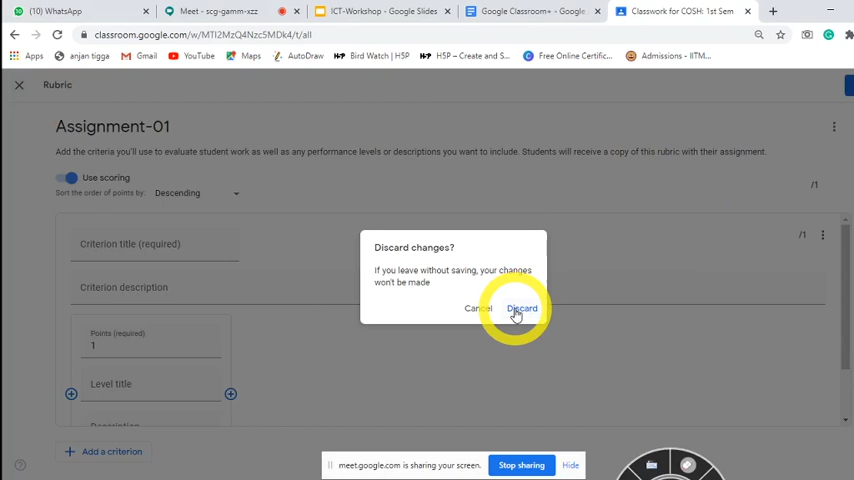 (10) WhatsApp
Meet - scg-gamm-xzz
ICT-Workshop - Google Slides
Google Classroom+ - Google
Classwork for COSH: 1st Sem
classroom.google.com/w/MTI2MzQ4Nzc5MDk4/t/all
Apps
anjan tigga
Gmail
YouTube
Maps
AutoDraw
H5P
Bird Watch | H5P
H5P
H5P – Create and S...
Free Online Certific...
Admissions - IITM...
Rubric
Assignment-01
Add the criteria you'll use to evaluate student work as well as any performance levels or descriptions you want to include. Students will receive a copy of this rubric with their assignment.
Use scoring
/1
Sort the order of points by:
Descending
/1
Criterion title (required)
Discard changes?
If you leave without saving, your changes
won't be made
Criterion description
Cancel
Discard
Points (required)
1
Level title
Description
Add a criterion
meet.google.com is sharing your screen.
Stop sharing
Hide